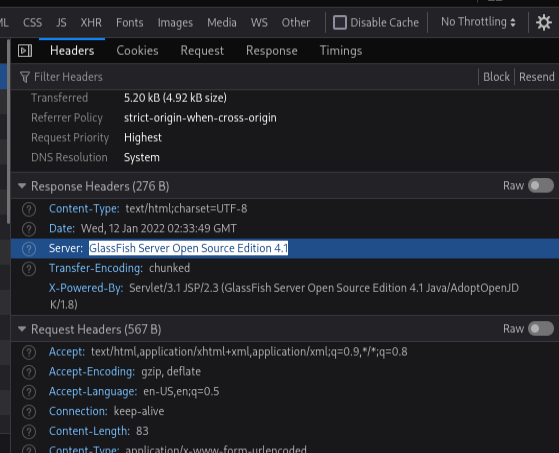 CSS JS XHR Fonts Images Media WS Other Disable Cache No Throttling
Headers Cookies Request Response Timings
Filter Headers Block Resend
Transferred 5.20 kB (4.92 kB size)
Referrer Policy strict-origin-when-cross-origin
Request Priority Highest
DNS Resolution System
Response Headers (276 B) Raw
Content-Type: text/html;charset=UTF-8
Date: Wed, 12 Jan 2022 02:33:49 GMT
Server: GlassFish Server Open Source Edition 4.1
Transfer-Encoding: chunked
X-Powered-By: Servlet/3.1 JSP/2.3 (GlassFish Server Open Source Edition 4.1 Java/AdoptOpenJD
K/1.8)
Request Headers (567 B) Raw
Accept: text/html,application/xhtml+xml,application/xml;q=0.9,*/*;q=0.8
Accept-Encoding: gzip, deflate
Accept-Language: en-US,en;q=0.5
Connection: keep-alive
Content-Length: 83
Content-Type: application/x-www-form-urlencoded